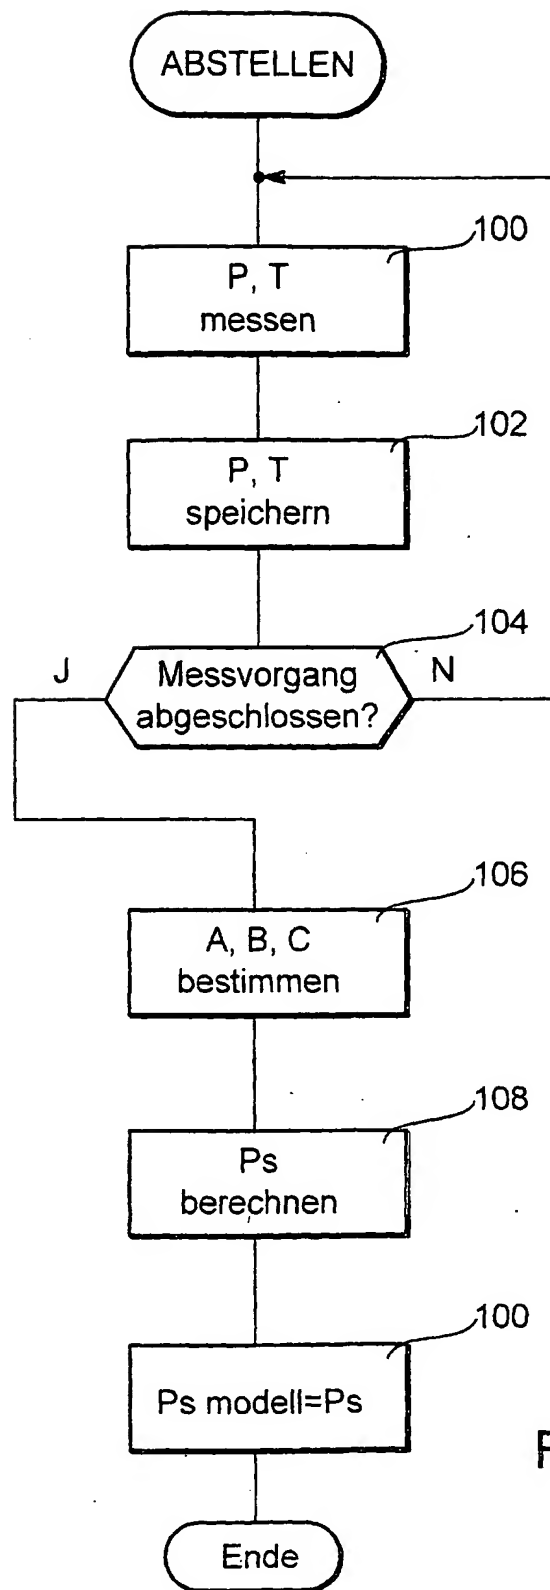 ABSTELLEN
100
P, T
messen
102
P, T
speichern
104
J
Messvorgang
abgeschlossen?
N
106
A, B, C
bestimmen
108
Ps
berechnen
100
Ps modell=Ps
Ende